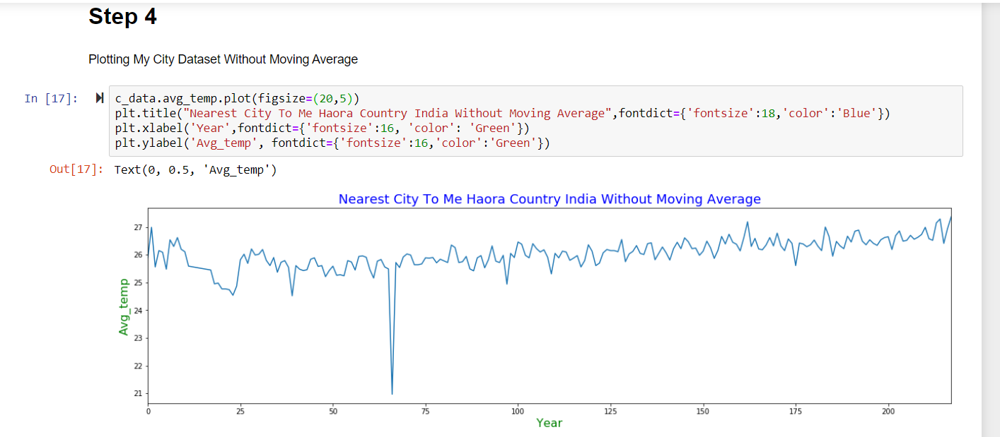 Step 4
Plotting My City Dataset Without Moving Average
In [17]:
c_data.avg_temp.plot(figsize=(20,5))
plt.title("Nearest City To Me Haora Country India Without Moving Average",fontdict={'fontsize':18,'color':'Blue'})
plt.xlabel('Year',fontdict={'fontsize':16, 'color': 'Green'})
plt.ylabel('Avg_temp', fontdict={'fontsize':16,'color':'Green'})
Out[17]: Text(0, 0.5, 'Avg_temp')
Nearest City To Me Haora Country India Without Moving Average
27
26
25
24
23
22
21
Avg_temp
0 25 50 75 100 125 150 175 200
Year